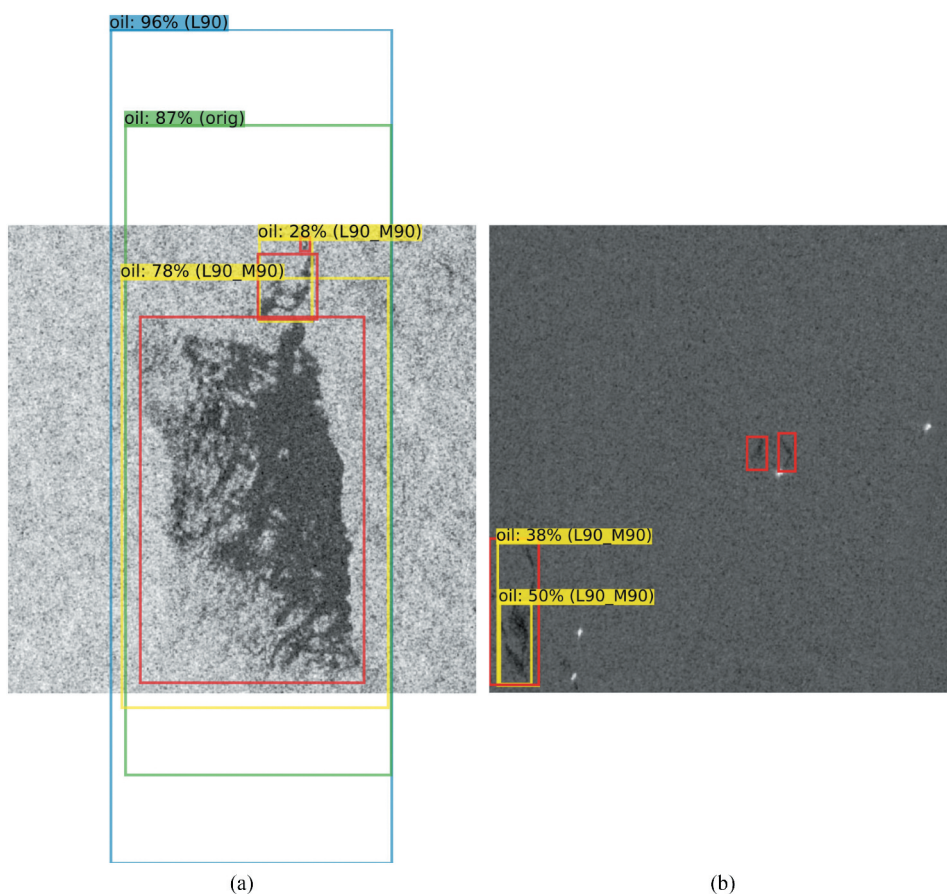 oil: 96% (L90)
oil: 87% (orig)
oil: 28% (L90_M90)
oil: 78% (L90_M90)
oil: 38% (L90_M90)
oil: 50% (L90_M90)
(a)
(b)